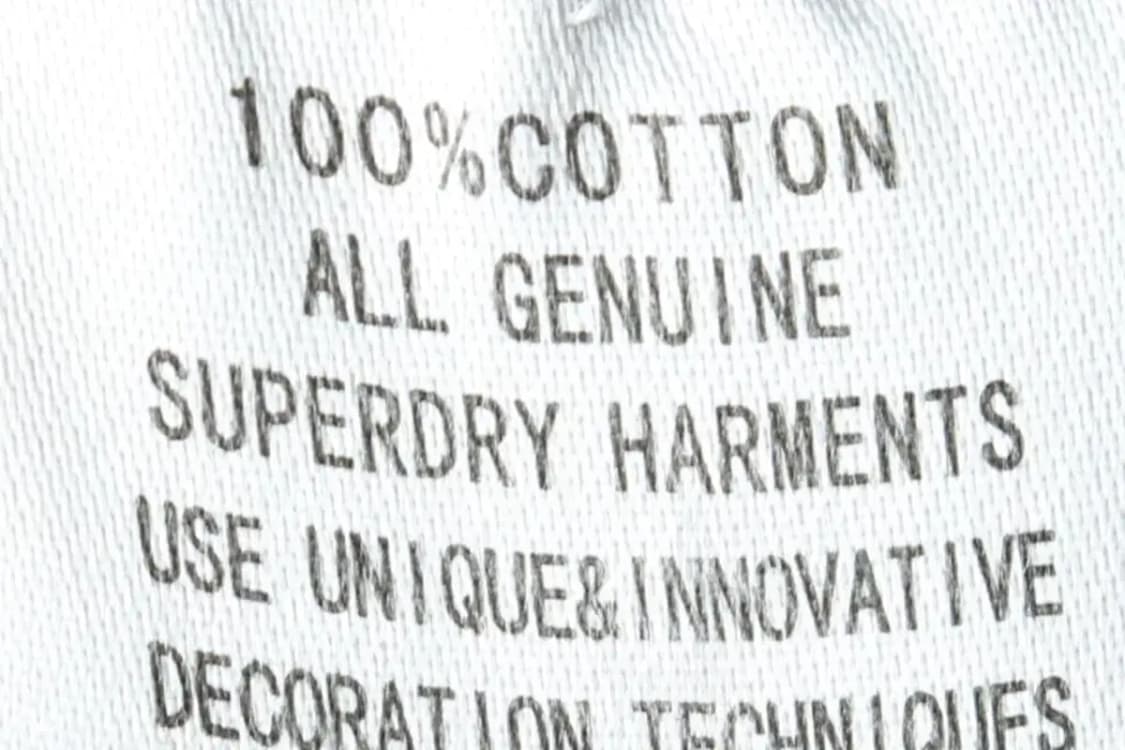 100%COTTON
ALL GENUINE
SUPERDRY HARMENTS
USE UNIQUE&INNOVATIVE
DECORATION TECHNIQUES